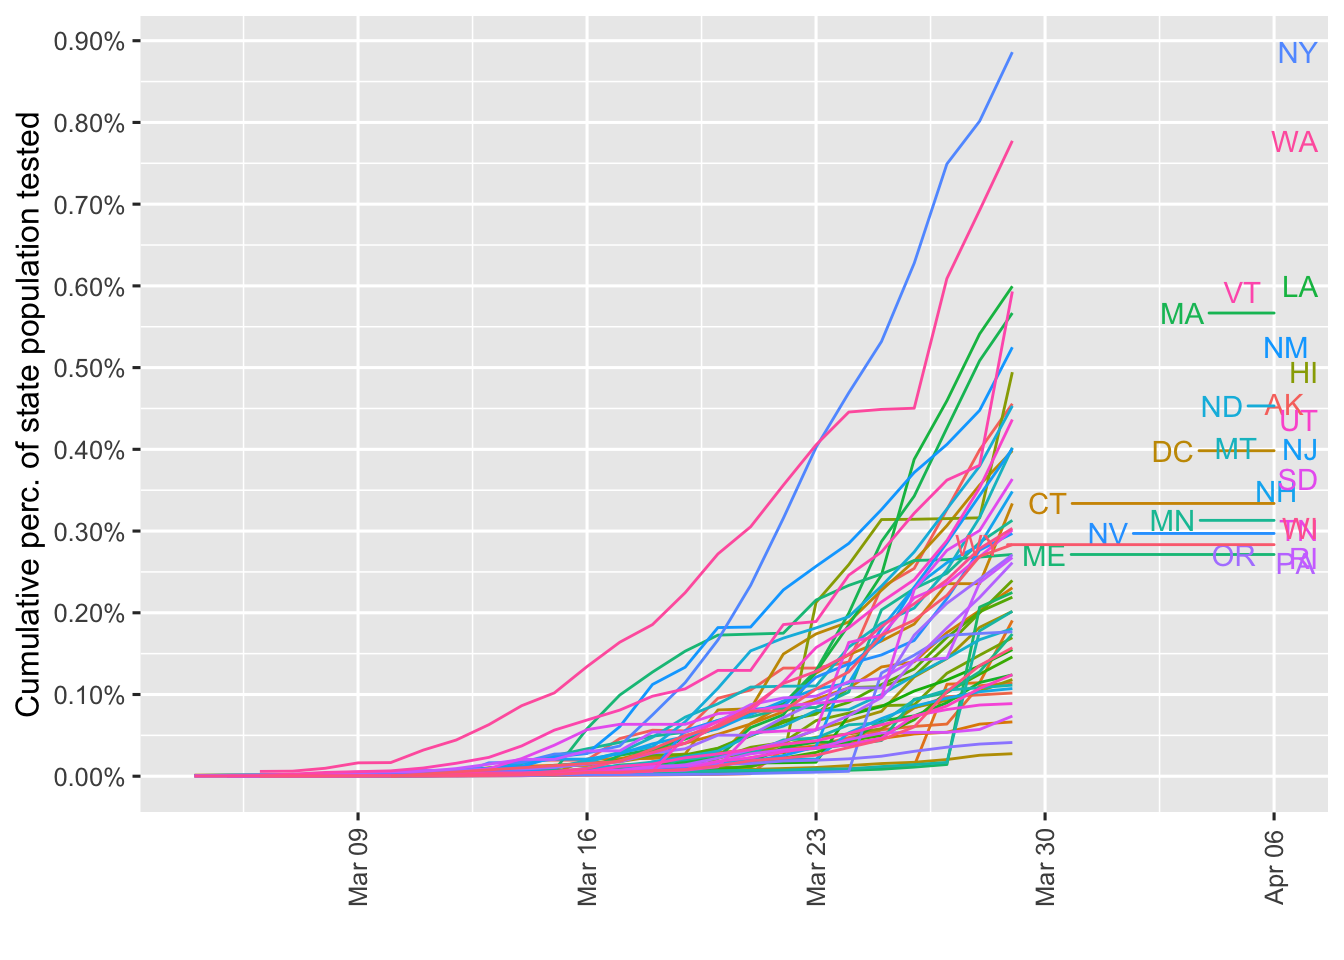 Cumulative perc. of state population tested
0.90%
0.80%
0.70%
0.60%
0.50%
0.40%
0.30%
0.20%
0.10%
0.00%
NY
WA
VT
LA
MA
NM
HI
ND
AK
UT
DC
MT
NJ
SD
NH
CT
MN
NV
ME
OR
RI
PA
Mar 09
Mar 16
Mar 23
Mar 30
Apr 06